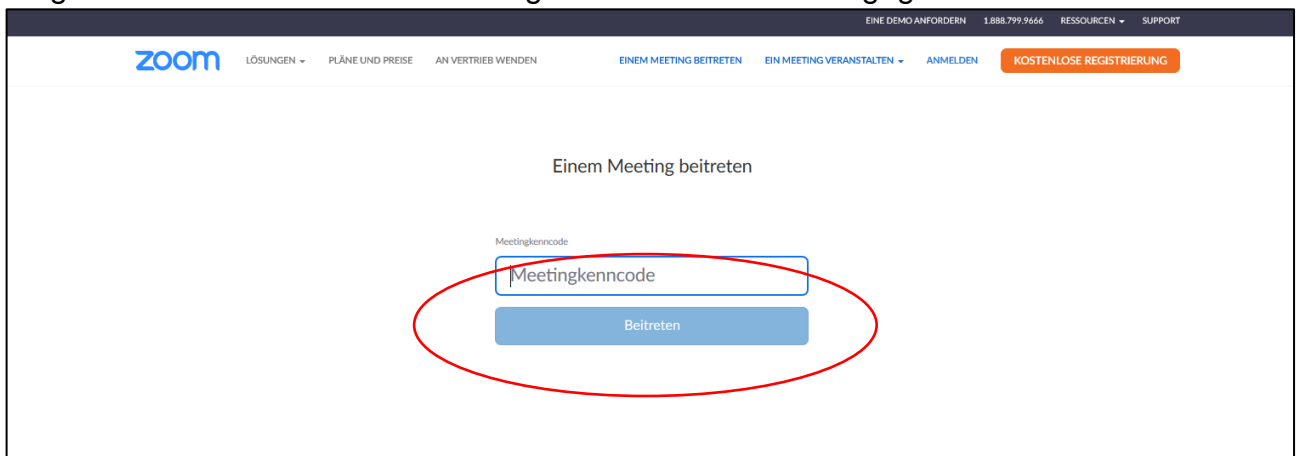 EINE DEMO ANFORDERN 1.888.799.9666 RESSOURCEN SUPPORT
zoom LÖSUNGEN PLÄNE UND PREISE AN VERTRIEB WENDEN EINEM MEETING BEITRETEN EIN MEETING VERANSTALTEN ANMELDEN KOSTENLOSE REGISTRIERUNG
Einem Meeting beitreten
Meetingkenncode
Meetingkenncode
Beitreten